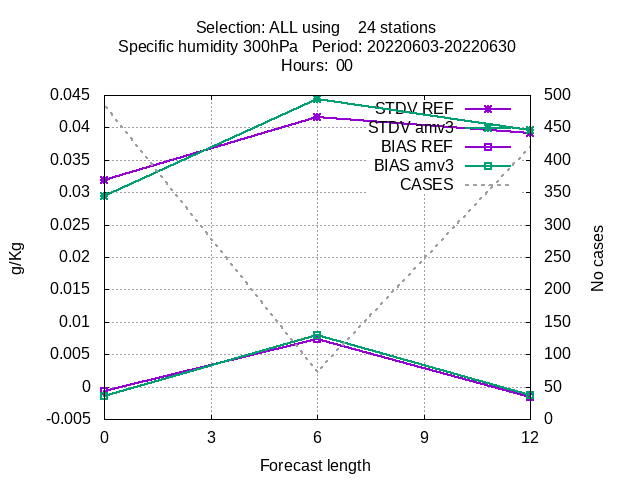 Selection: ALL using    24 stations
Specific humidity 300hPa   Period: 20220603-20220630
Hours:  00
0.045
0.04
0.035
0.03
0.025
0.02
0.015
0.01
0.005
0
-0.005
500
450
400
350
300
250
200
150
100
50
0
STDV REF
STDV amv3
BIAS REF
BIAS amv3
CASES
g/Kg
No cases
0
3
6
9
12
Forecast length